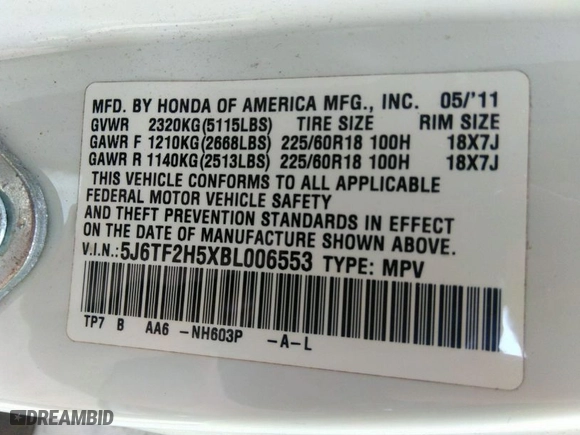 MFD. BY HONDA OF AMERICA MFG., INC. 05/'11
GVWR 2320KG(5115LBS) TIRE SIZE RIM SIZE
GAWR F 1210KG(2668LBS) 225/60R18 100H 18X7J
GAWR R 1140KG(2513LBS) 225/60R18 100H 18X7J
THIS VEHICLE CONFORMS TO ALL APPLICABLE
FEDERAL MOTOR VEHICLE SAFETY
AND THEFT PREVENTION STANDARDS IN EFFECT
ON THE DATE OF MANUFACTURE SHOWN ABOVE.
V.I.N.:5J6TF2H5XBL006553 TYPE: MPV
TP7 B AA6 -NH603P -A-L
DREAMBID